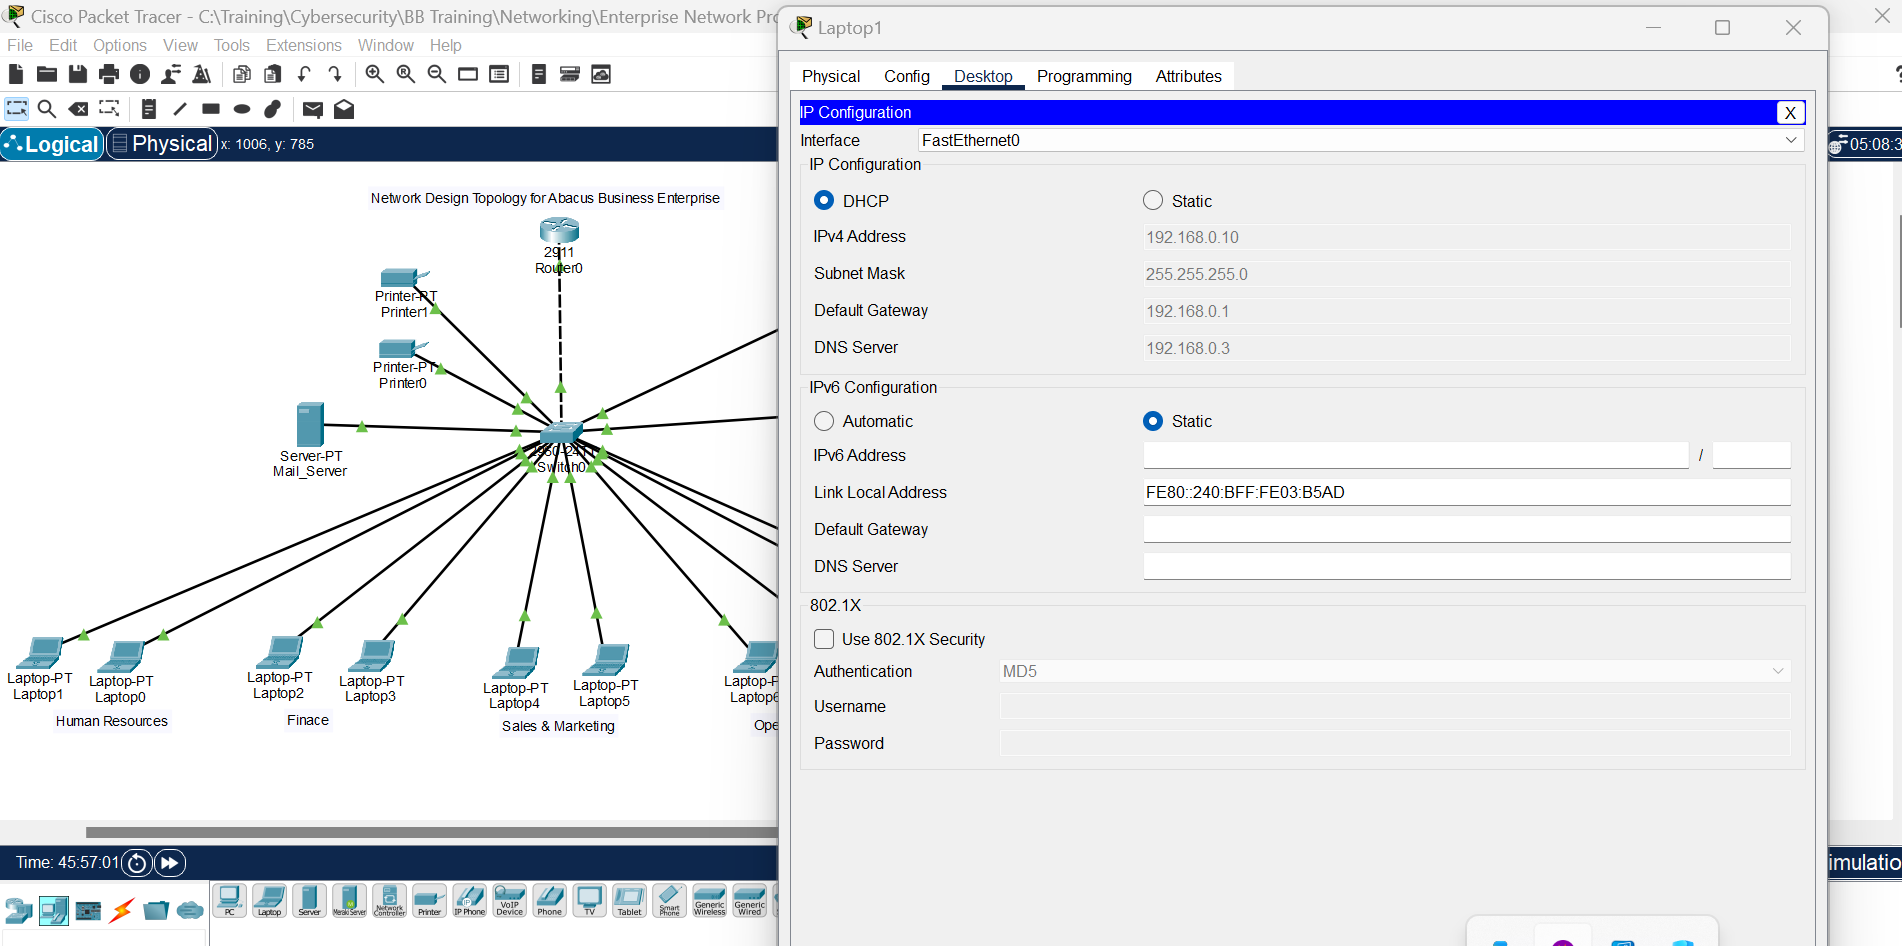 Cisco Packet Tracer - C:\Training\Cybersecurity\BB Training\Networking\Enterprise Network Pro
File Edit Options View Tools Extensions Window Help
Logical Physical x: 1006, y: 785
Network Design Topology for Abacus Business Enterprise
2911
Router0
Printer-PT
Printer1
Printer-PT
Printer0
Server-PT
Mail_Server
Switch0
Laptop-PT
Laptop1
Laptop-PT
Laptop0
Human Resources
Laptop-PT
Laptop2
Laptop-PT
Laptop3
Finace
Laptop-PT
Laptop4
Laptop-PT
Laptop5
Sales & Marketing
Laptop-P
Laptop6
Ope
Time: 45:57:01
PC Laptop Server Meraki Server Network Controller Printer IP Phone VoIP Device Phone TV Tablet Smart Phone Generic Wireless Generic Wired
Laptop1
Physical Config Desktop Programming Attributes
IP Configuration X
Interface FastEthernet0
IP Configuration
DHCP Static
IPv4 Address 192.168.0.10
Subnet Mask 255.255.255.0
Default Gateway 192.168.0.1
DNS Server 192.168.0.3
IPv6 Configuration
Automatic Static
IPv6 Address /
Link Local Address FE80::240:BFF:FE03:B5AD
Default Gateway
DNS Server
802.1X
Use 802.1X Security
Authentication MD5
Username
Password
05:08:3
imulatio